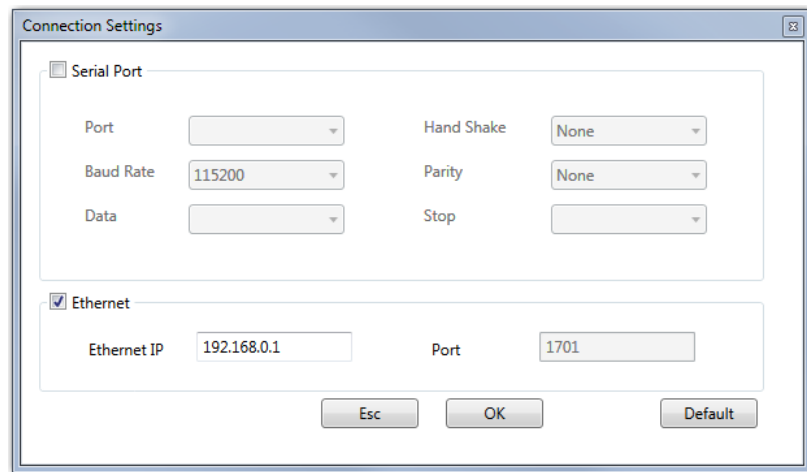 Connection Settings
Serial Port
Port
Hand Shake None
Baud Rate 115200
Parity None
Data
Stop
Ethernet
Ethernet IP 192.168.0.1
Port 1701
Esc OK Default